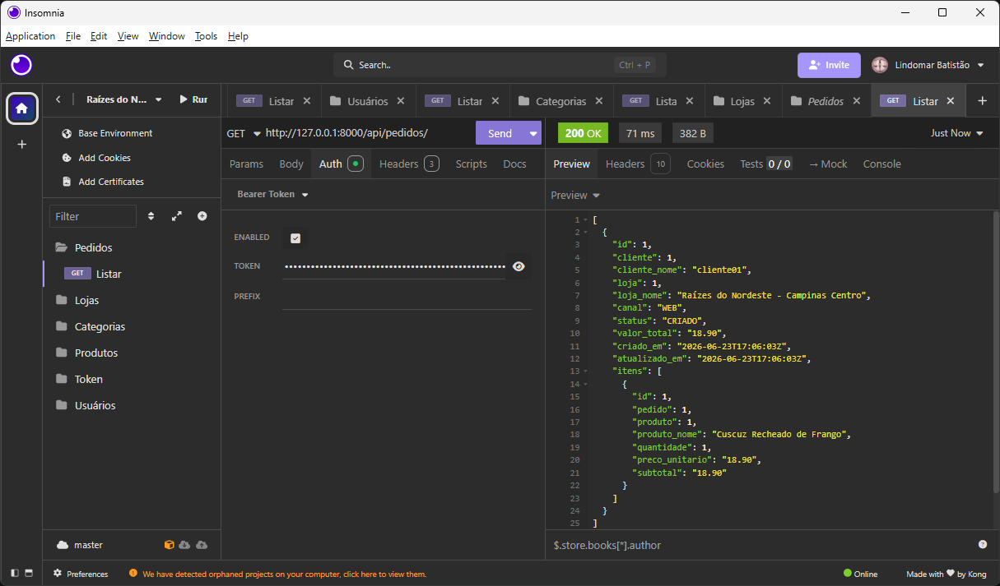 Insomnia
Application File Edit View Window Tools Help
Search.. Ctrl + P Invite Lindomar Batistão
Raízes do N... Rur
GET Listar Usuários GET Listar Categorias GET Lista Lojas Pedidos GET Listar
Base Environment
Add Cookies
Add Certificates
Filter
Pedidos
GET Listar
Lojas
Categorias
Produtos
Token
Usuários
master
GET http://127.0.0.1:8000/api/pedidos/ Send
Params Body Auth Headers 3 Scripts Docs
Bearer Token
ENABLED
TOKEN ••••••••••••••••••••••••••••••••••••••••••••
PREFIX
200 OK 71 ms 382 B Just Now
Preview Headers 10 Cookies Tests 0 / 0 → Mock Console
Preview
1 [
2 {
3 "id": 1,
4 "cliente": 1,
5 "cliente_nome": "cliente01",
6 "loja": 1,
7 "loja_nome": "Raízes do Nordeste - Campinas Centro",
8 "canal": "WEB",
9 "status": "CRIADO",
10 "valor_total": "18.90",
11 "criado_em": "2026-06-23T17:06:03Z",
12 "atualizado_em": "2026-06-23T17:06:03Z",
13 "itens": [
14 {
15 "id": 1,
16 "pedido": 1,
17 "produto": 1,
18 "produto_nome": "Cuscuz Recheado de Frango",
19 "quantidade": 1,
20 "preco_unitario": "18.90",
21 "subtotal": "18.90"
22 }
23 ]
24 }
25 ]
$.store.books[*].author
Preferences We have detected orphaned projects on your computer, click here to view them. Online Made with ♥ by Kong